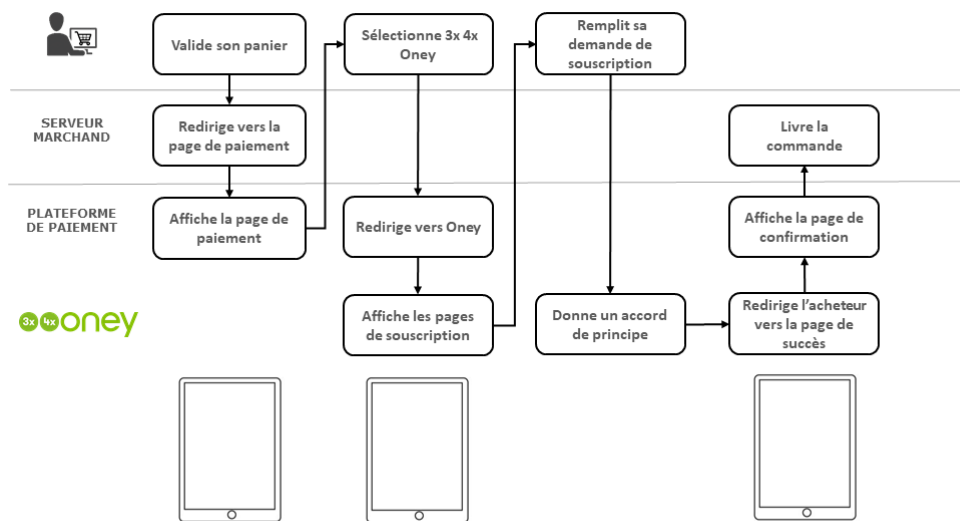 Valide son panier
Sélectionne 3x 4x
Oney
Remplit sa
demande de
souscription
SERVEUR
MARCHAND
Redirige vers la
page de paiement
Livre la
commande
PLATEFORME
DE PAIEMENT
Affiche la page de
paiement
Redirige vers Oney
Affiche la page de
confirmation
3x 4x oney
Affiche les pages
de souscription
Donne un accord
de principe
Redirige l’acheteur
vers la page de
succès